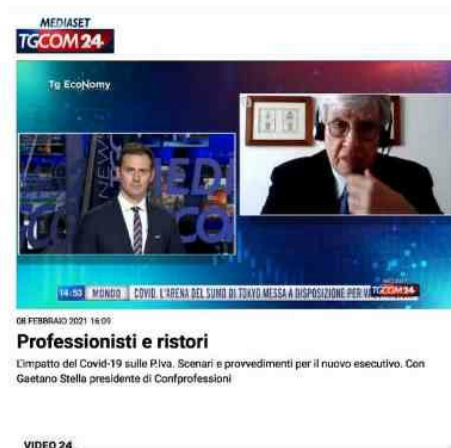 MEDIASET
TGCOM24
Tg EcoNomy
NEWS
14:53 MONDO COVID, L'ARENA DEL SUMO DI TOKYO MESSA A DISPOSIZIONE PER
MEDIASET
TGCOM24
08 FEBBRAIO 2021 16:09
Professionisti e ristori
L'impatto del Covid-19 sulle P.Iva. Scenari e provvedimenti per il nuovo esecutivo. Con
Gaetano Stella presidente di Confprofessioni
VIDEO 24